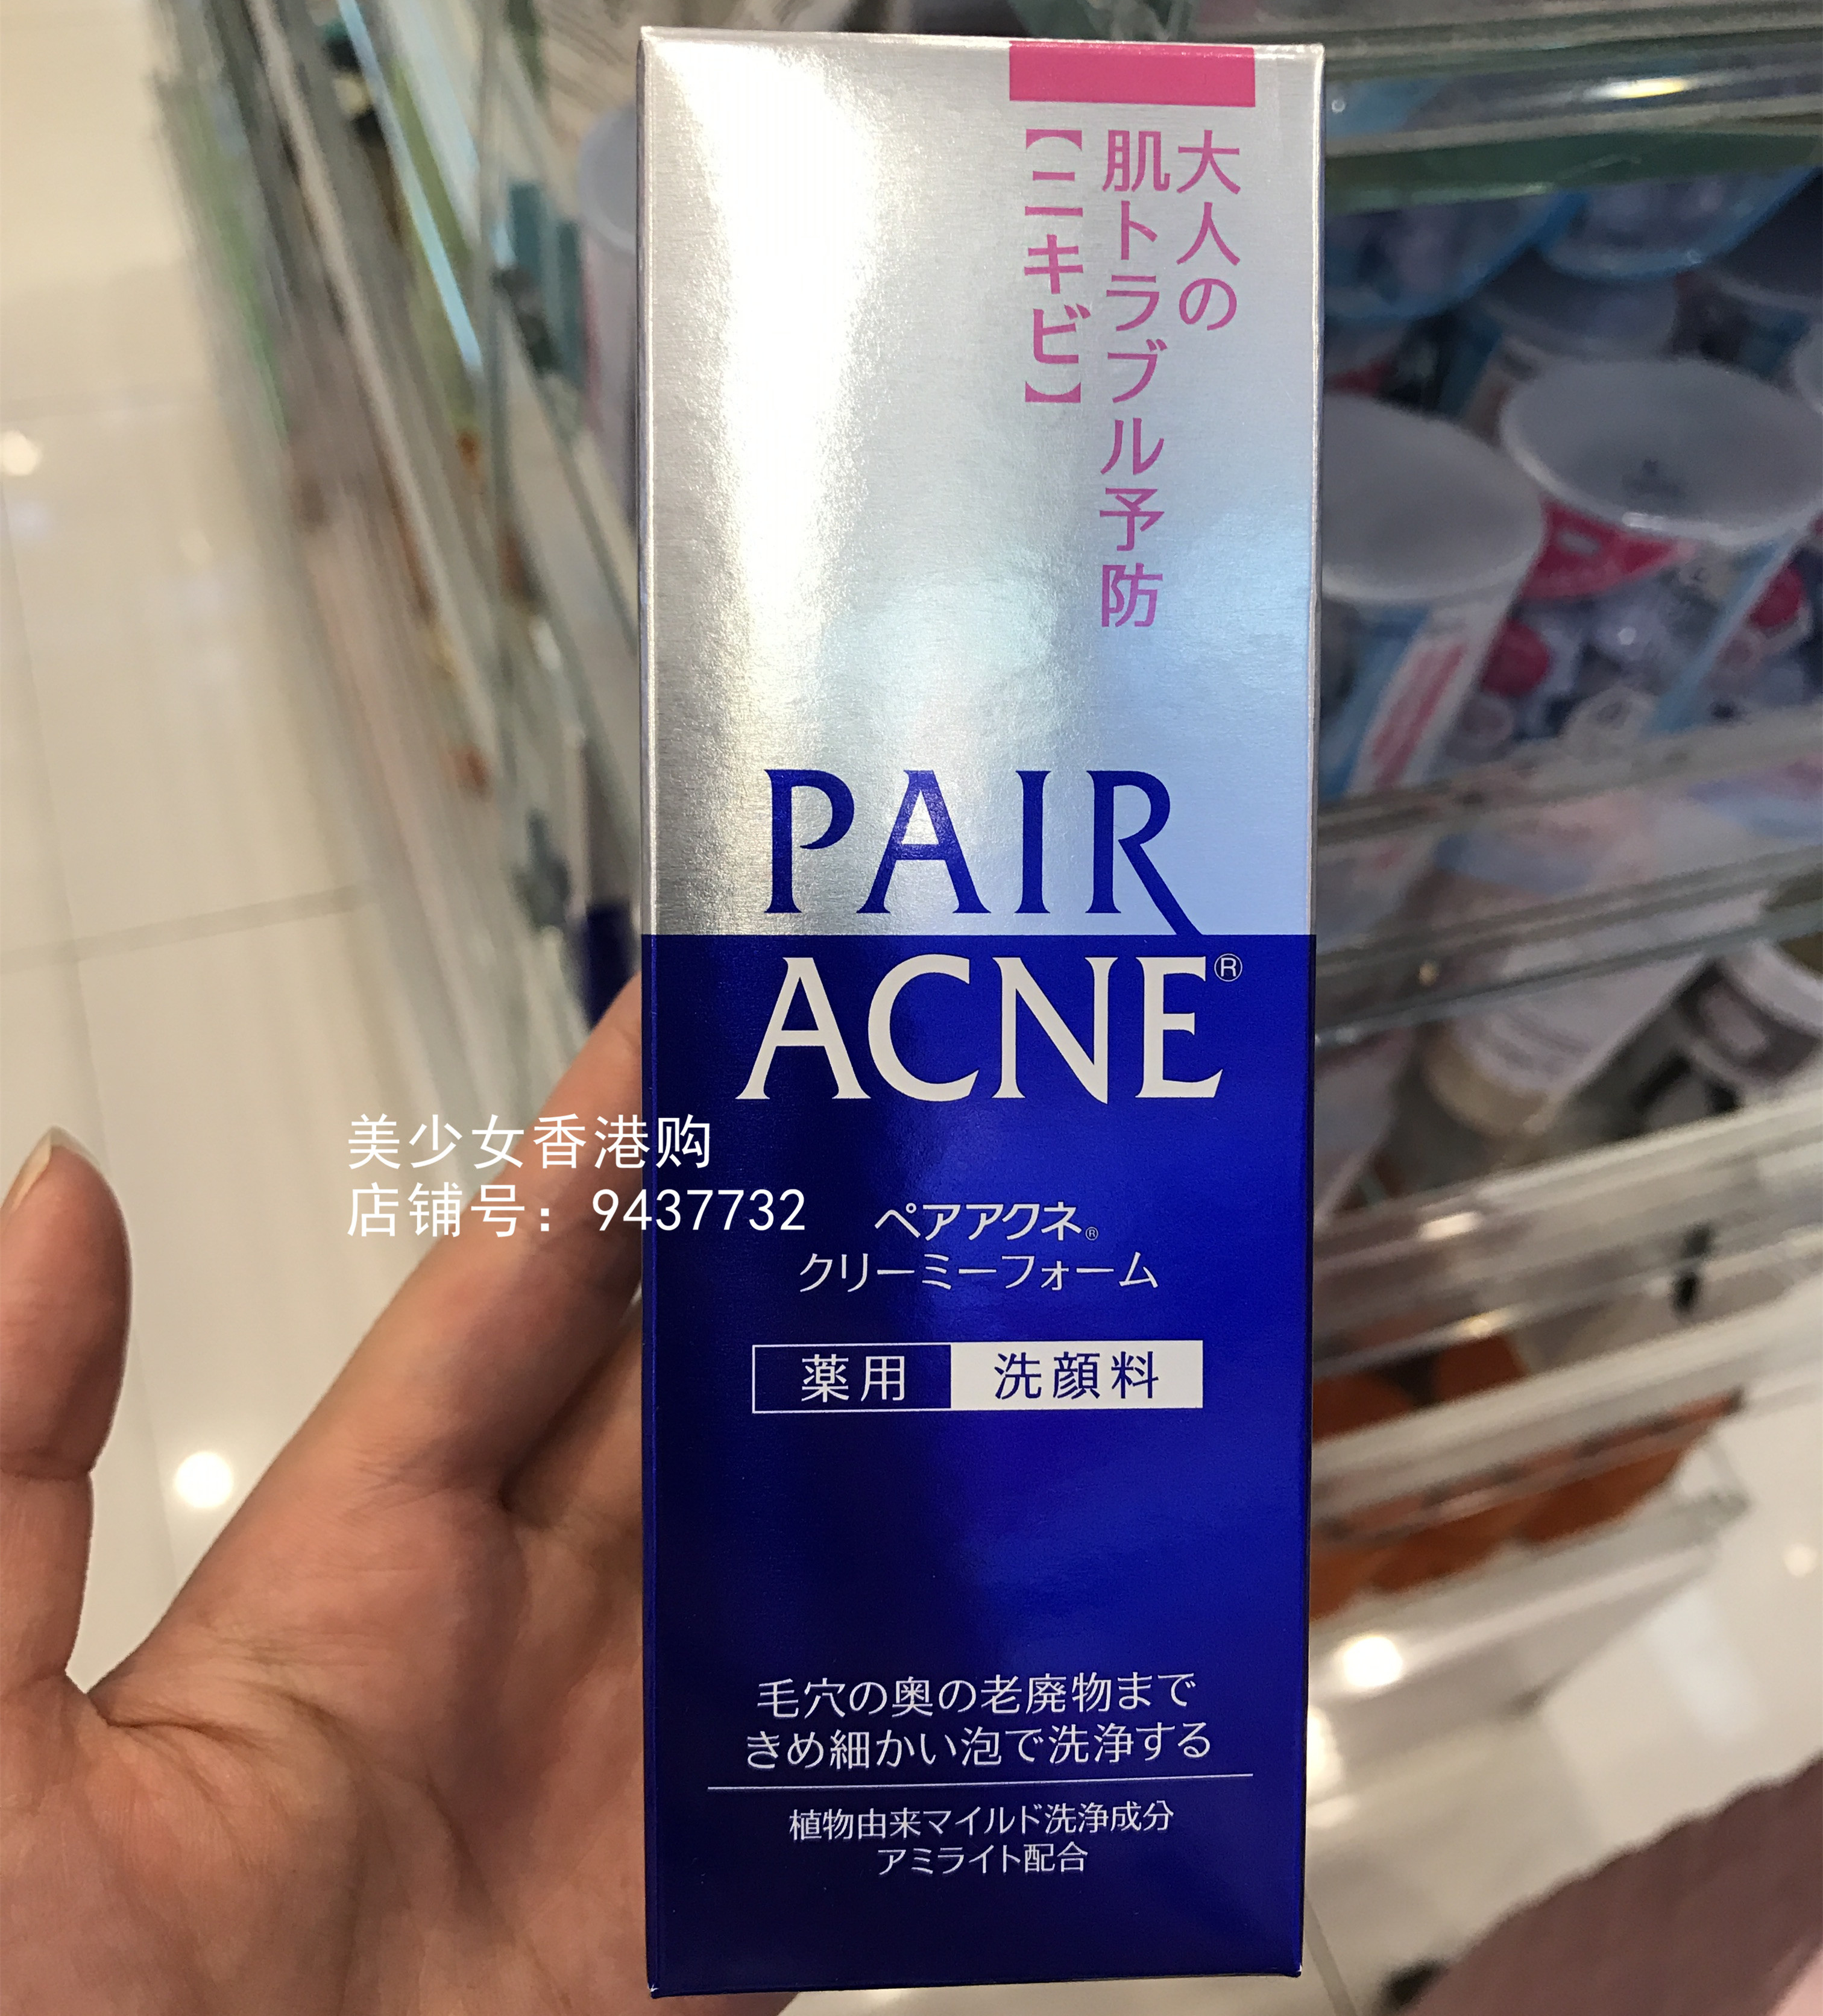 大人の
肌トラブル予防
【ニキビ】
PAIR
ACNE®
美少女香港购
店铺号：9437732
ペアアクネ®
クリーミーフォーム
薬用 洗顔料
毛穴の奥の老廃物まで
きめ細かい泡で洗浄する
植物由来マイルド洗浄成分
アミライト配合